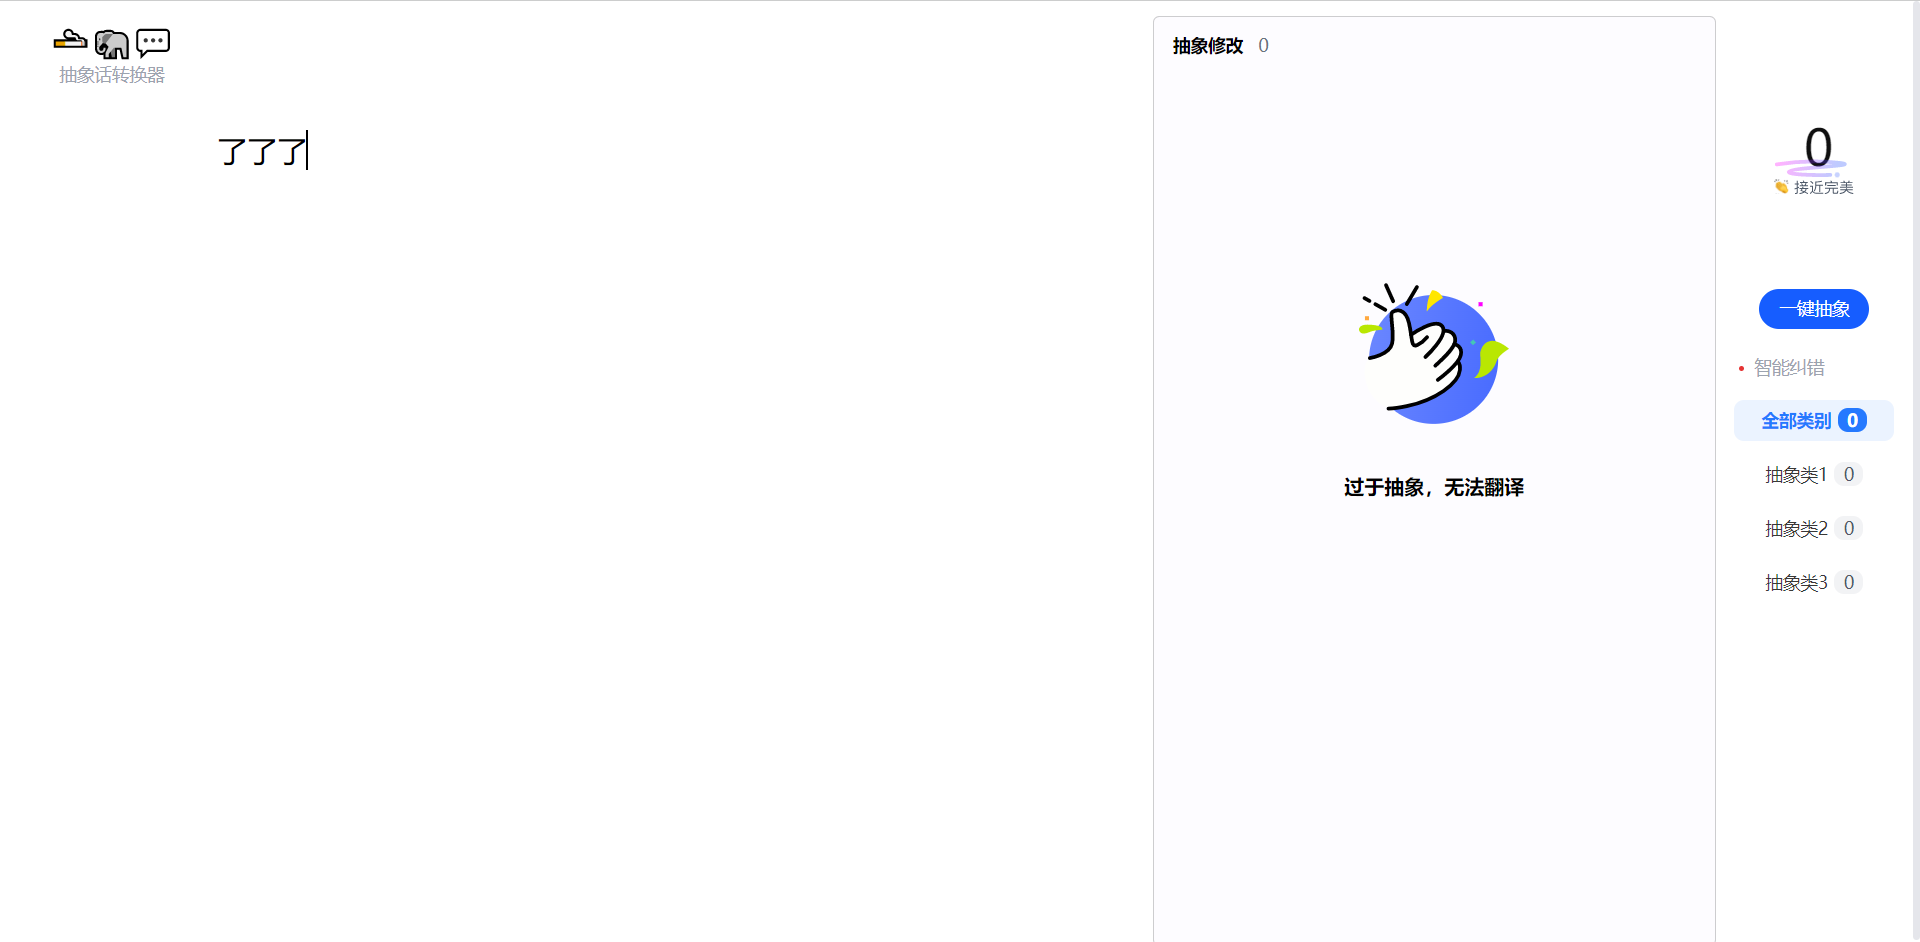 抽象话转换器
了了了
抽象修改 0
过于抽象，无法翻译
0
接近完美
一键抽象
智能纠错
全部类别 0
抽象类1 0
抽象类2 0
抽象类3 0